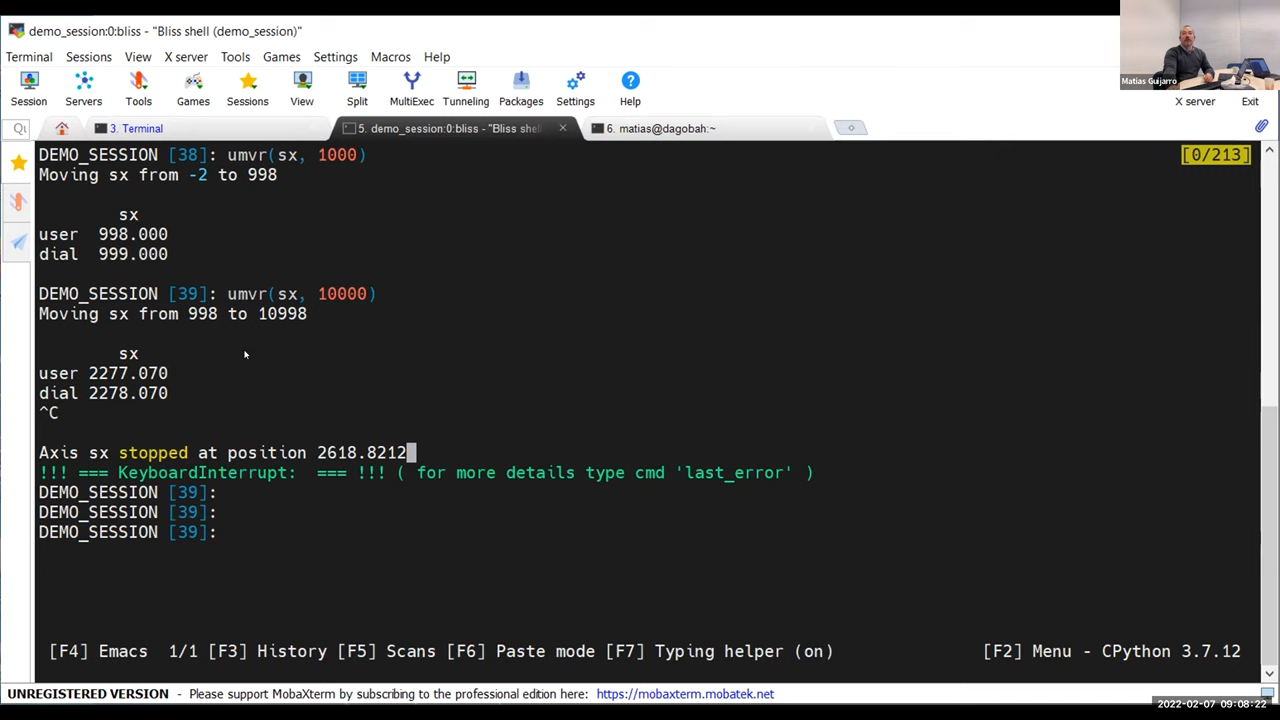 demo_session:0:bliss - "Bliss shell (demo_session)"
Terminal Sessions View X server Tools Games Settings Macros Help
Session Servers Tools Games Sessions View Split MultiExec Tunneling Packages Settings Help
Matias Guijarro
X server Exit
3. Terminal
5. demo_session:0:bliss - "Bliss shell
6. matias@dagobah:~
DEMO_SESSION [38]: umvr(sx, 1000)
[0/213]
Moving sx from -2 to 998
sx
user 998.000
dial 999.000
DEMO_SESSION [39]: umvr(sx, 10000)
Moving sx from 998 to 10998
sx
user 2277.070
dial 2278.070
^C
Axis sx stopped at position 2618.8212
!!! === KeyboardInterrupt: === !!! ( for more details type cmd 'last_error' )
DEMO_SESSION [39]:
DEMO_SESSION [39]:
DEMO_SESSION [39]:
[F4] Emacs 1/1 [F3] History [F5] Scans [F6] Paste mode [F7] Typing helper (on) [F2] Menu - CPython 3.7.12
UNREGISTERED VERSION - Please support MobaXterm by subscribing to the professional edition here: https://mobaxterm.mobatek.net
2022-02-07 09:08:22